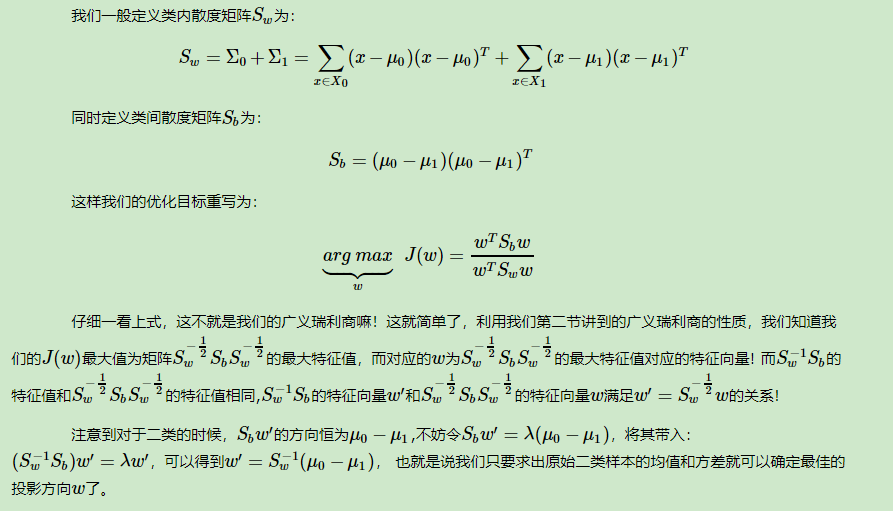 我们一般定义类内散度矩阵$S_w$为：
$$S_w = \Sigma_0 + \Sigma_1 = \sum_{x \in X_0}(x - \mu_0)(x - \mu_0)^T + \sum_{x \in X_1}(x - \mu_1)(x - \mu_1)^T$$
同时定义类间散度矩阵$S_b$为：
$$S_b = (\mu_0 - \mu_1)(\mu_0 - \mu_1)^T$$
这样我们的优化目标重写为：
$$\underbrace{arg\ max}_{w}\ \ J(w) = \frac{w^T S_b w}{w^T S_w w}$$
仔细一看上式，这不就是我们的广义瑞利商嘛！这就简单了，利用我们第二节讲到的广义瑞利商的性质，我们知道我
们的$J(w)$最大值为矩阵$S_w^{-\frac{1}{2}} S_b S_w^{-\frac{1}{2}}$的最大特征值，而对应的$w$为$S_w^{-\frac{1}{2}} S_b S_w^{-\frac{1}{2}}$的最大特征值对应的特征向量! 而$S_w^{-1} S_b$的
特征值和$S_w^{-\frac{1}{2}} S_b S_w^{-\frac{1}{2}}$的特征值相同,$S_w^{-1} S_b$的特征向量$w'$和$S_w^{-\frac{1}{2}} S_b S_w^{-\frac{1}{2}}$的特征向量$w$满足$w' = S_w^{-\frac{1}{2}} w$的关系!
注意到对于二类的时候，$S_b w'$的方向恒为$\mu_0 - \mu_1$,不妨令$S_b w' = \lambda(\mu_0 - \mu_1)$，将其带入：
$(S_w^{-1} S_b)w' = \lambda w'$，可以得到$w' = S_w^{-1}(\mu_0 - \mu_1)$， 也就是说我们只要求出原始二类样本的均值和方差就可以确定最佳的
投影方向$w$了。